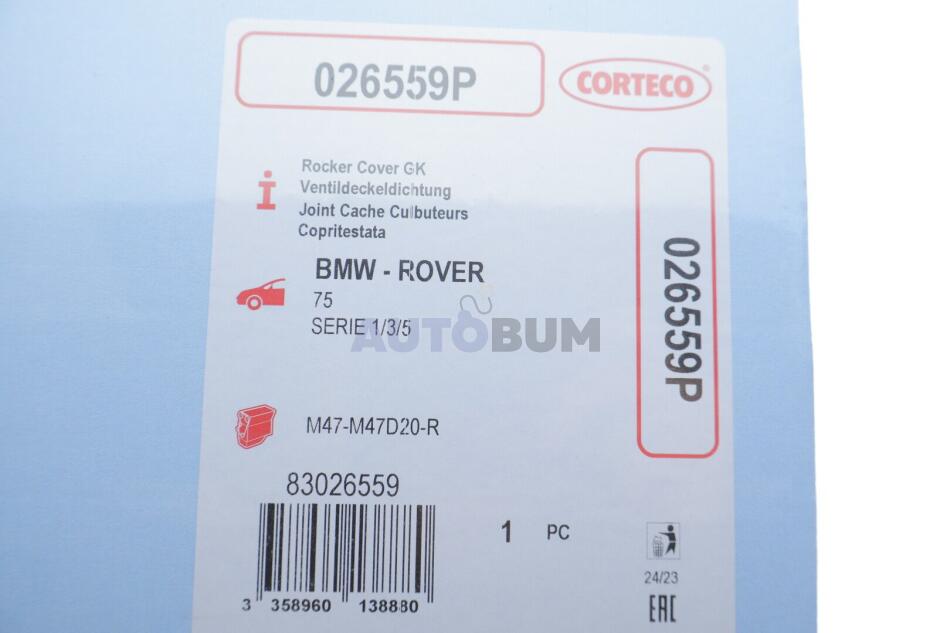 026559P
CORTECO
Rocker Cover GK
Ventildeckeldichtung
Joint Cache Culbuteurs
Copritestata
BMW - ROVER
75
SERIE 1/3/5
AUTOBUM
026559P
M47-M47D20-R
83026559
1 PC
24/23
3 358960 138880
EAC